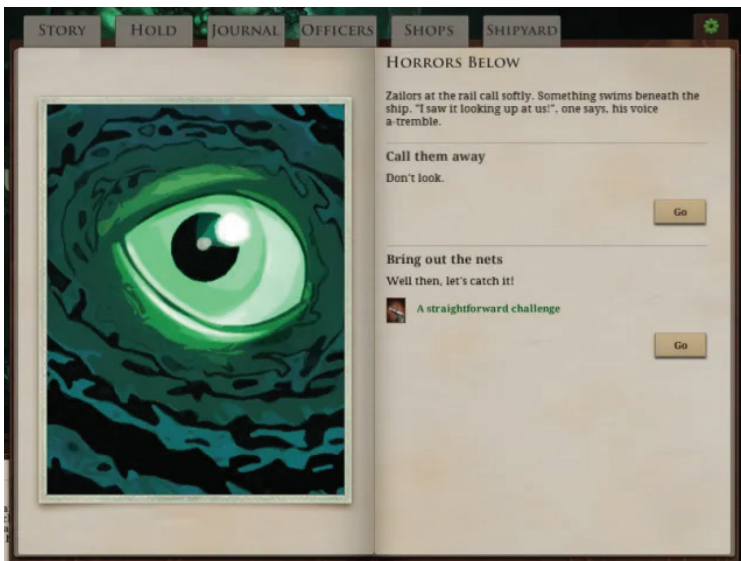 STORY
HOLD
JOURNAL
OFFICERS
SHOPS
SHIPYARD
HORRORS BELOW
Zailors at the rail call softly. Something swims beneath the
ship. "I saw it looking up at us!", one says, his voice
a-tremble.
Call them away
Don't look.
Go
Bring out the nets
Well then, let's catch it!
A straightforward challenge
Go